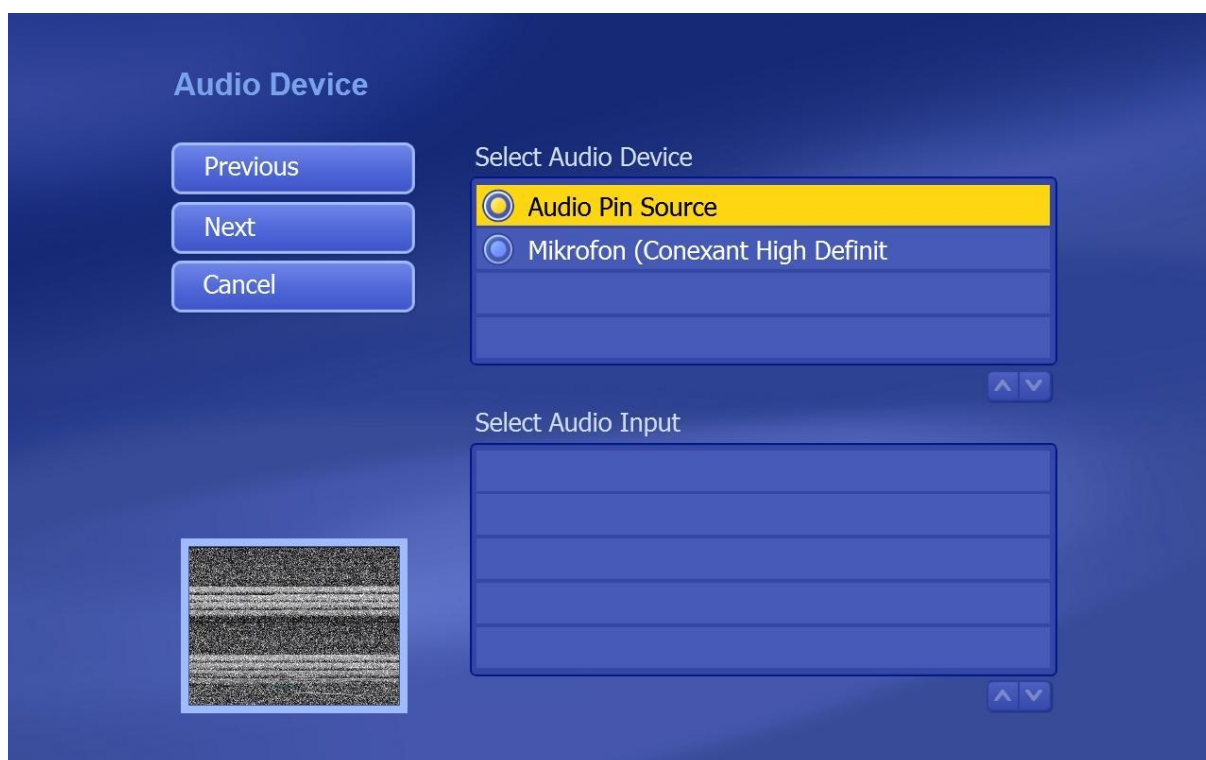 Audio Device
Previous
Next
Cancel
Select Audio Device
Audio Pin Source
Mikrofon (Conexant High Definit
Select Audio Input